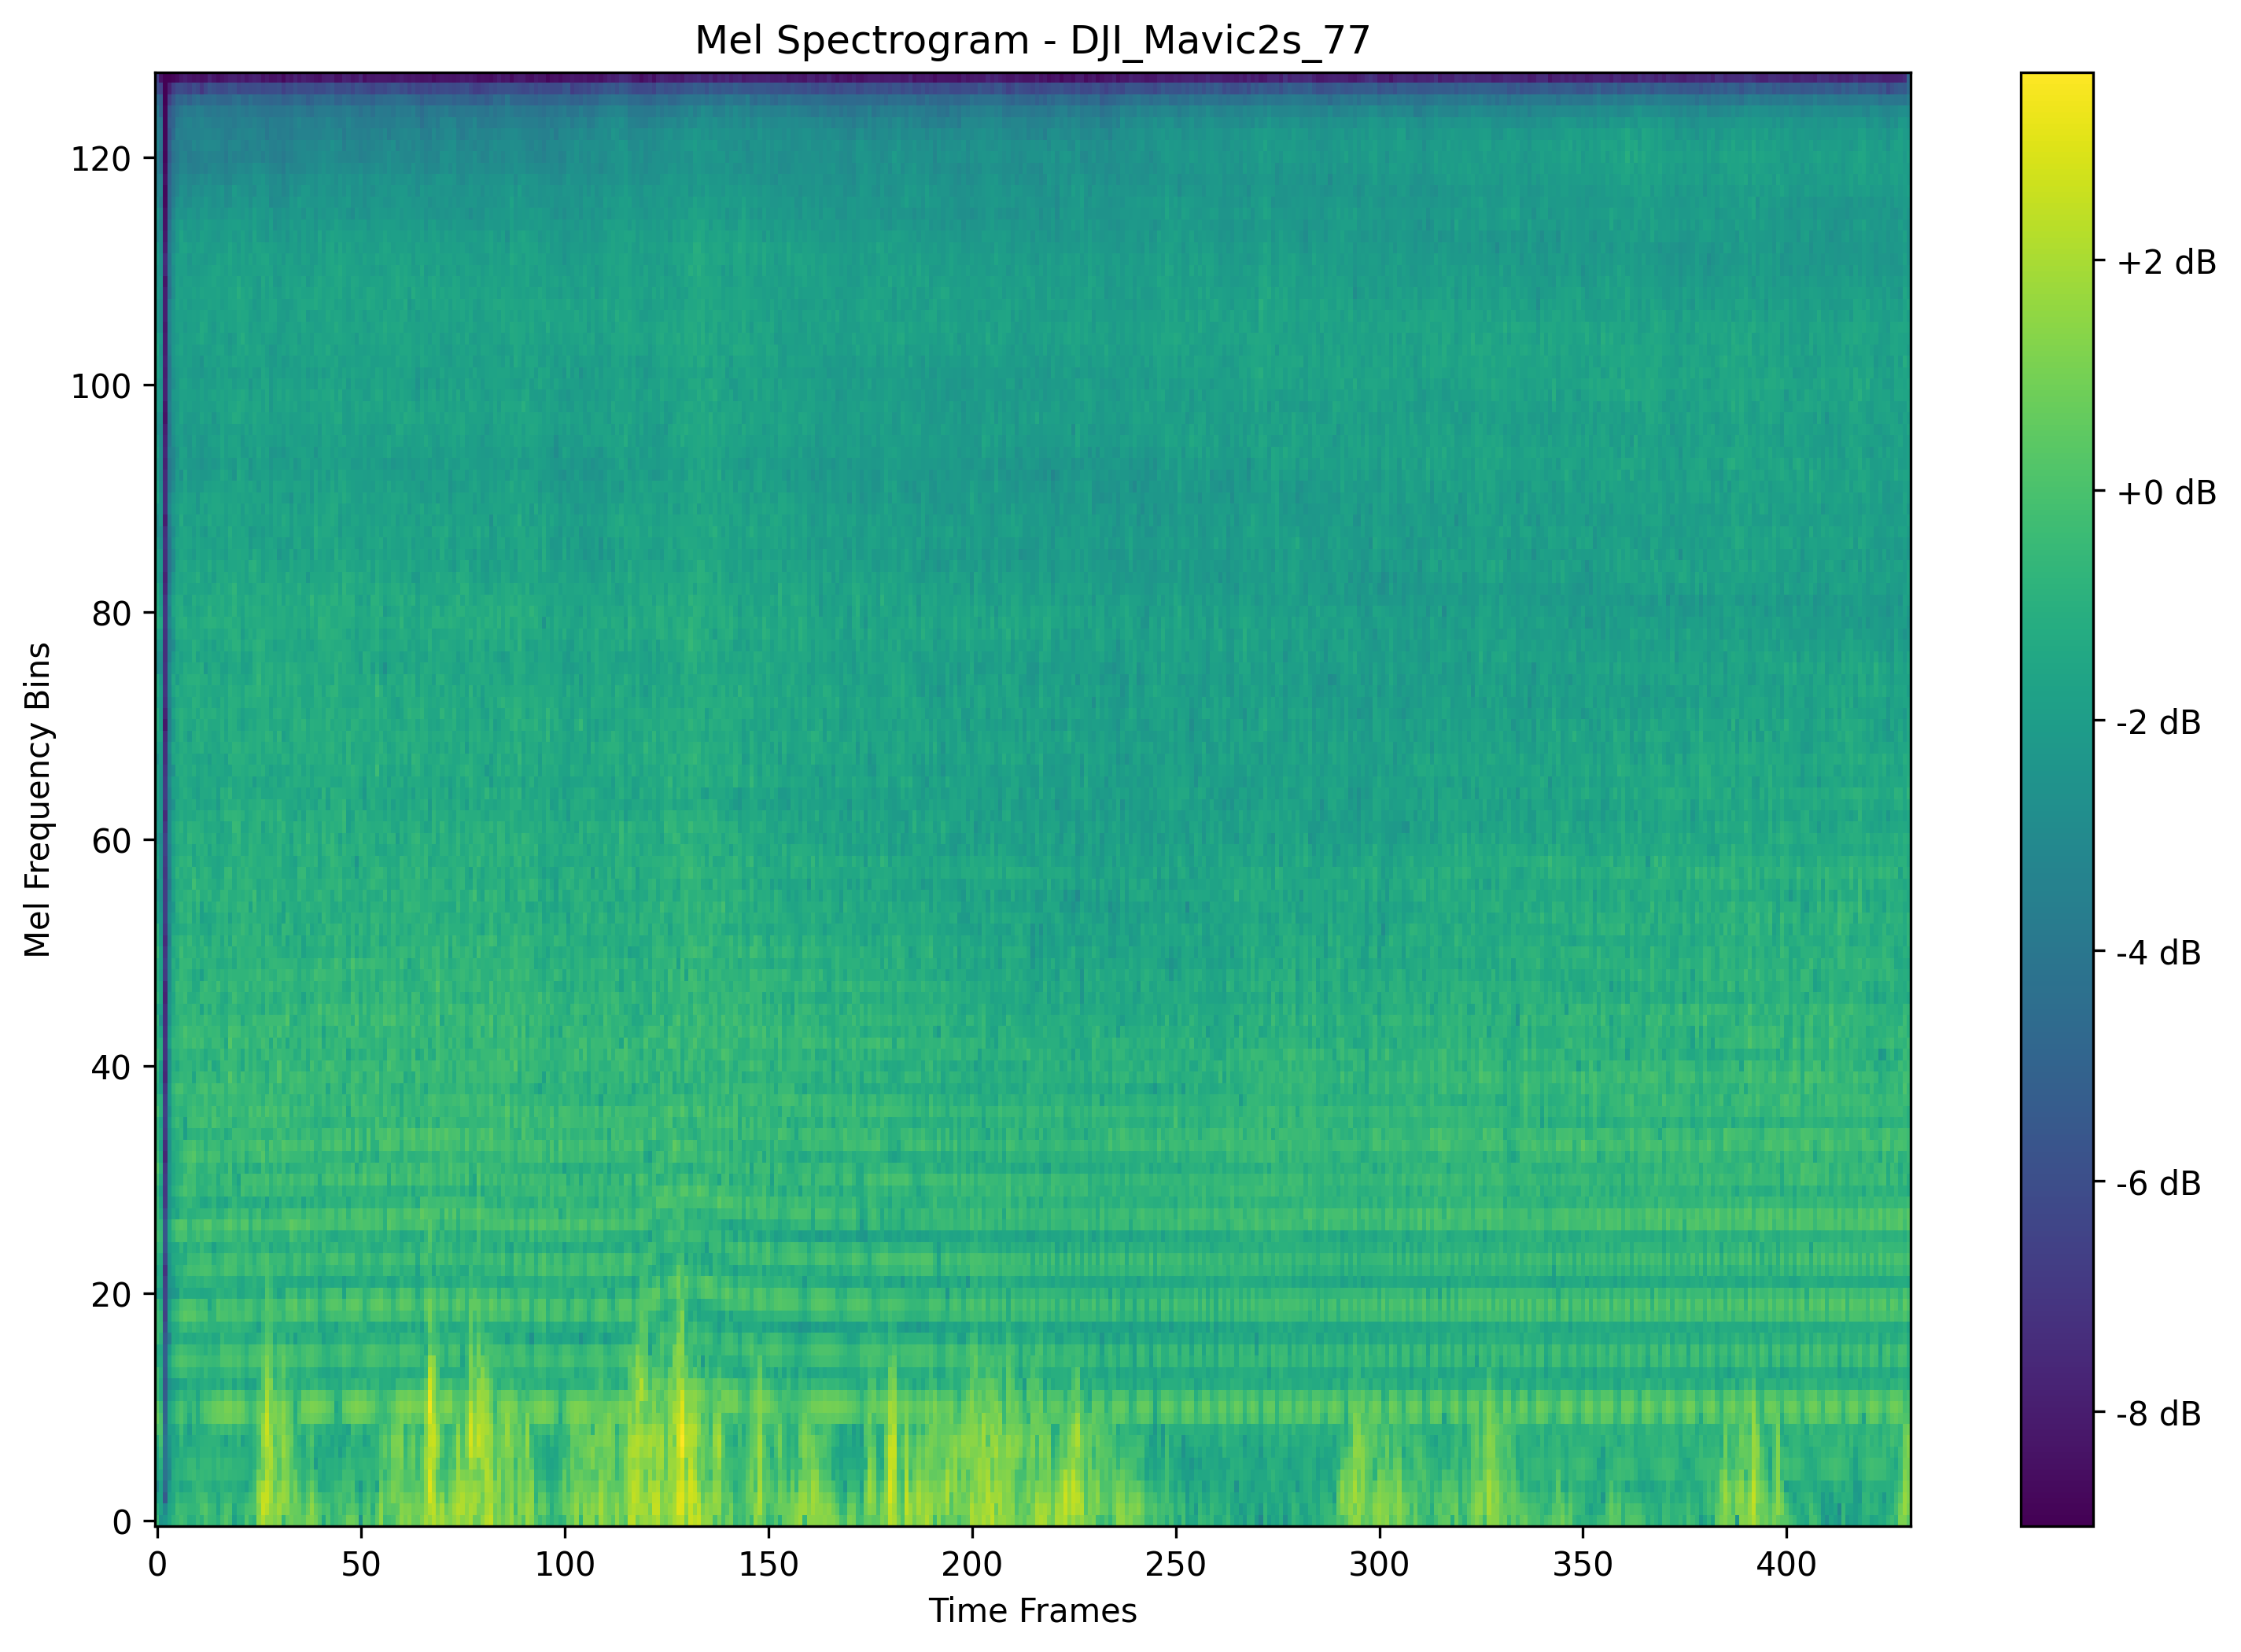 Mel Spectrogram - DJI_Mavic2s_77
Mel Frequency Bins
120
100
80
60
40
20
0
0 50 100 150 200 250 300 350 400
Time Frames
+2 dB
+0 dB
-2 dB
-4 dB
-6 dB
-8 dB